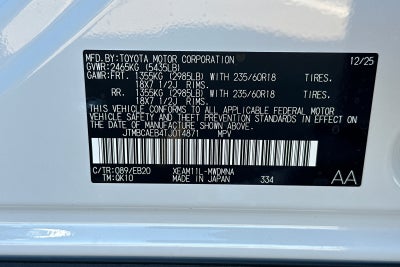 MFD.BY:TOYOTA MOTOR CORPORATION 12/25
GVWR:2465KG (5435LB)
GAWR:FRT. 1355KG (2985LB) WITH 235/60R18 TIRES.
18X7 1/2J RIMS.
RR. 1355KG (2985LB) WITH 235/60R18 TIRES.
18X7 1/2J RIMS.
THIS VEHICLE CONFORMS TO ALL APPLICABLE FEDERAL MOTOR
VEHICLE SAFETY STANDARDS IN EFFECT ON THE DATE OF
MANUFACTURE SHOWN ABOVE.
JTMBCAEB4TJ014871 MPV
C/TR:089/EB20 XEAM11L-MWDMNA
TM:QK10 MADE IN JAPAN 334 AA